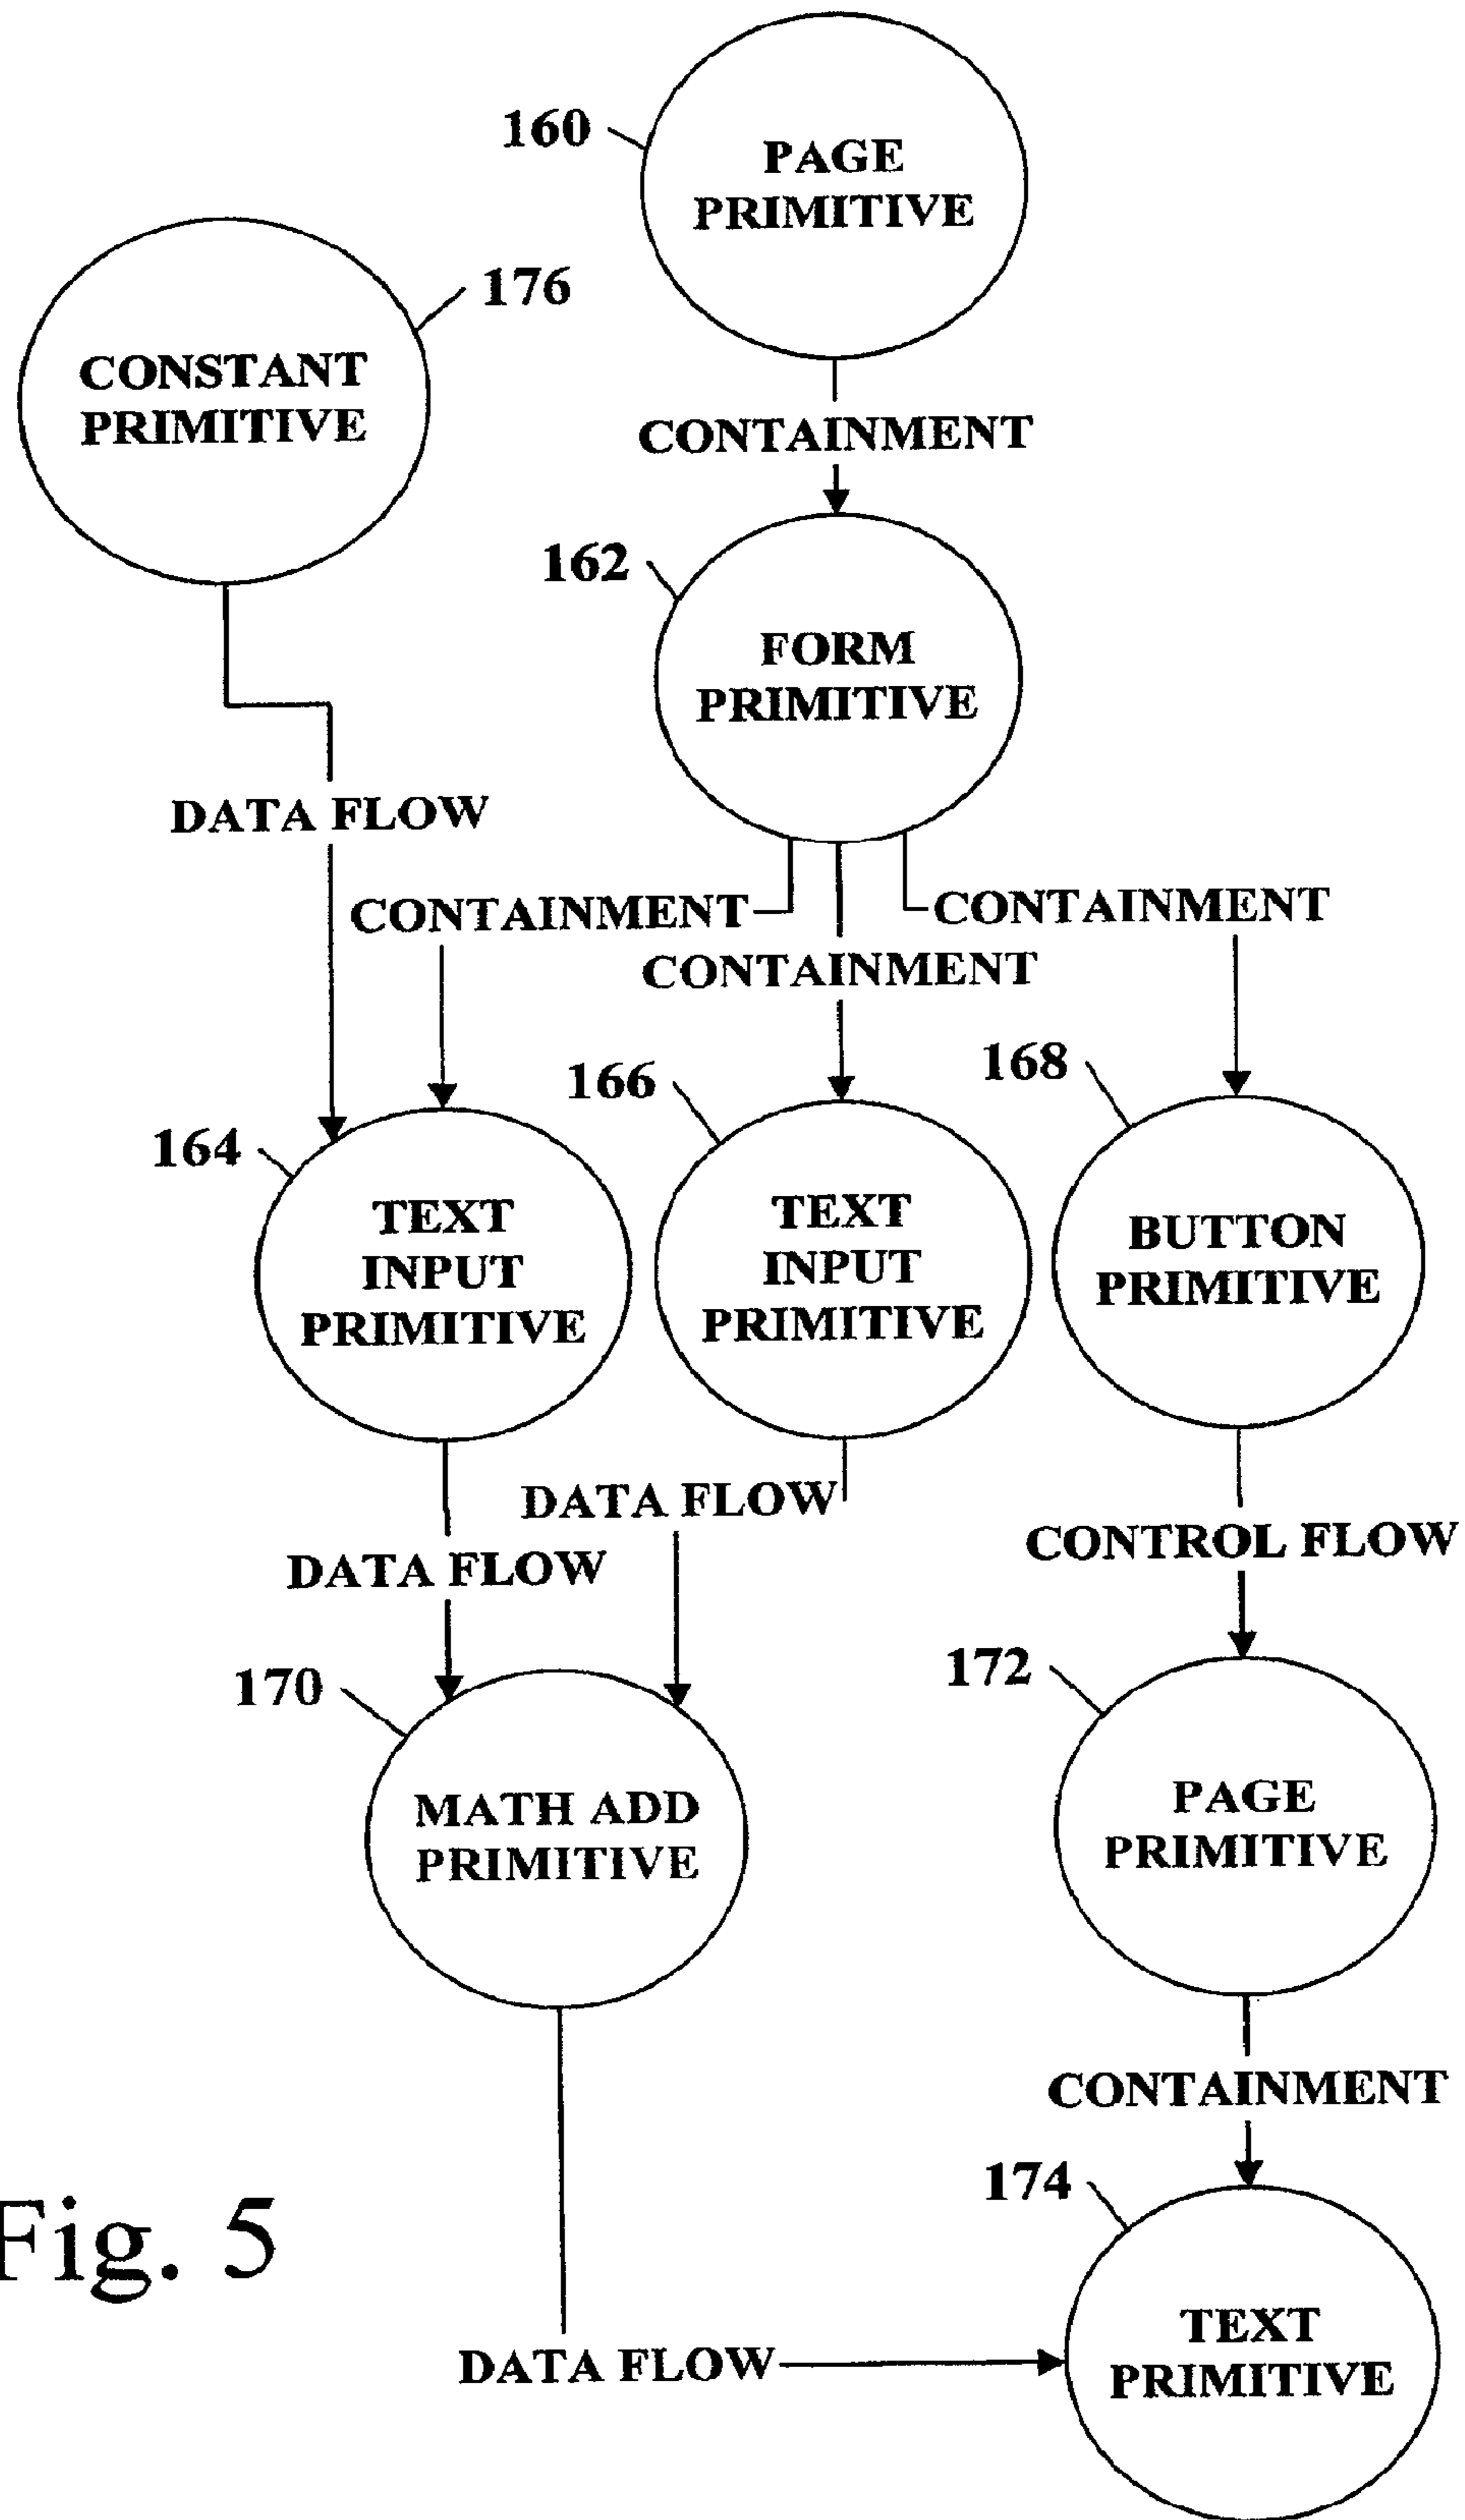 160
PAGE
PRIMITIVE
176
CONSTANT
PRIMITIVE
CONTAINMENT
162
FORM
PRIMITIVE
DATA FLOW
CONTAINMENT
CONTAINMENT
CONTAINMENT
164
166
168
TEXT
INPUT
PRIMITIVE
TEXT
INPUT
PRIMITIVE
BUTTON
PRIMITIVE
DATA FLOW
DATA FLOW
CONTROL FLOW
170
172
MATH ADD
PRIMITIVE
PAGE
PRIMITIVE
CONTAINMENT
174
Fig. 5
DATA FLOW
TEXT
PRIMITIVE